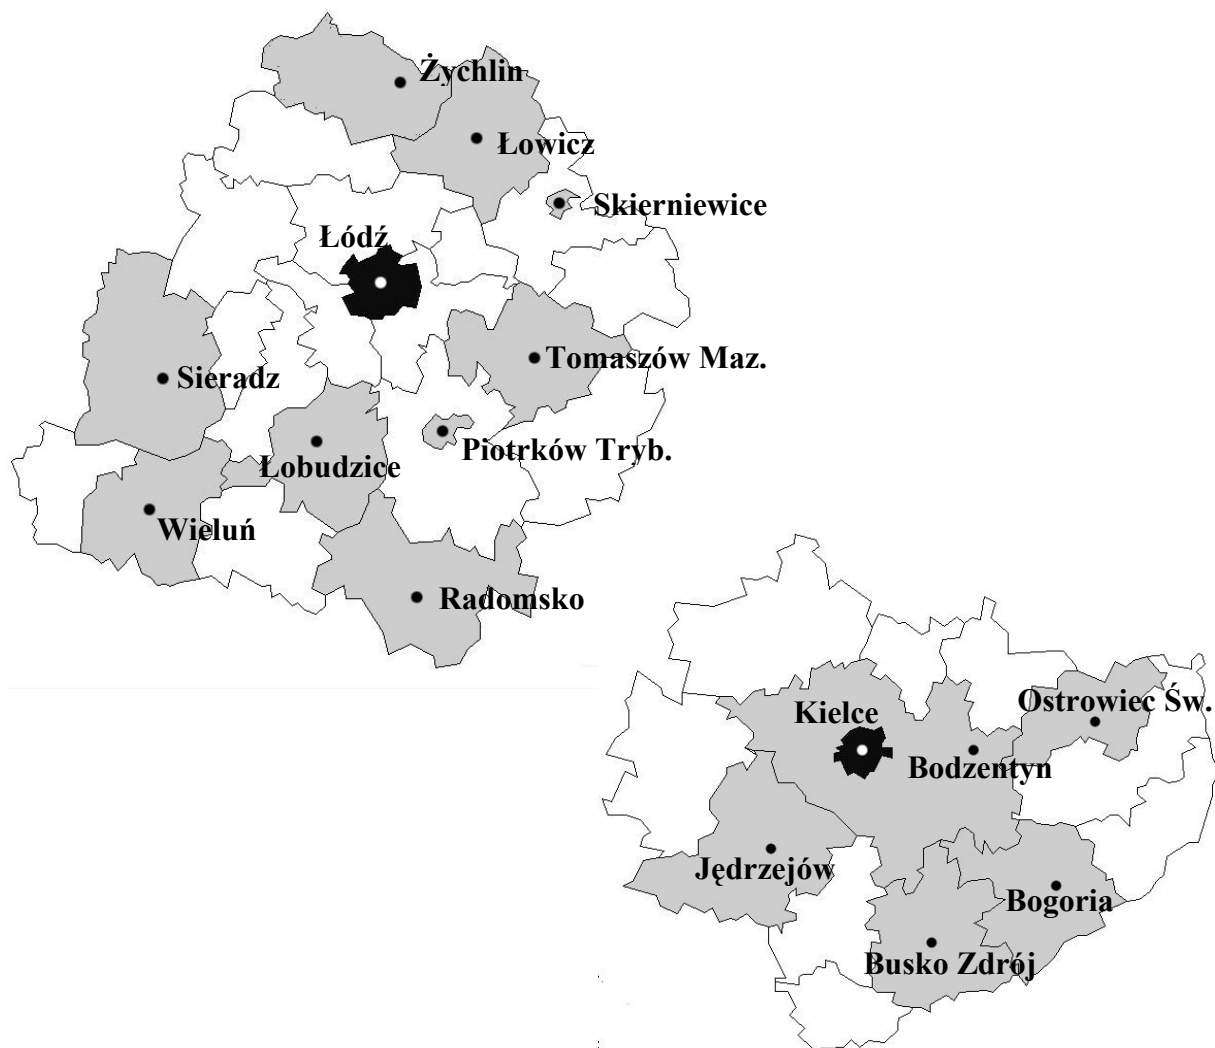 Żychlin
Łowicz
Skierniewice
Łódź
Tomaszów Maz.
Sieradz
Piotrków Tryb.
Łobudzice
Wieluń
Radomsko
Ostrowiec Św.
Kielce
Bodzentyn
Jędrzejów
Bogoria
Busko Zdrój